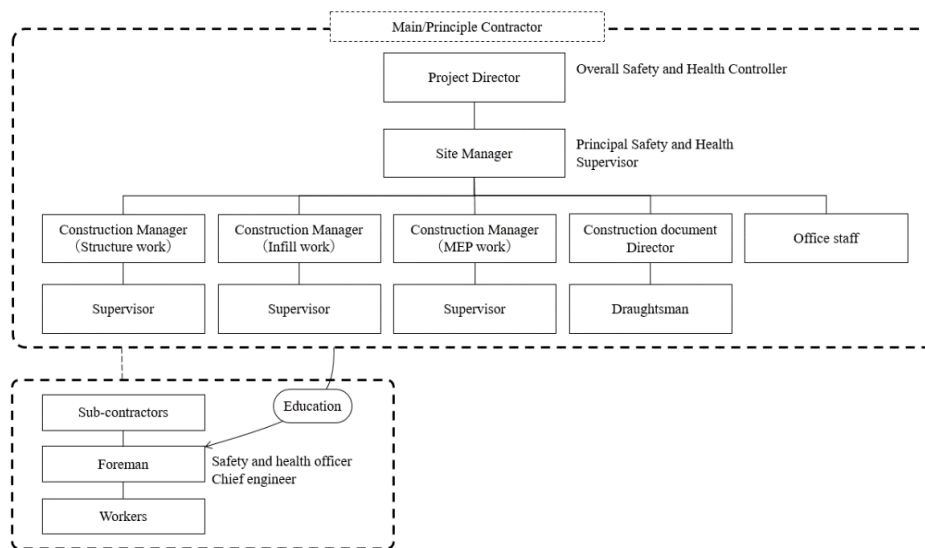 Main/Principle Contractor
Project Director
Overall Safety and Health Controller
Site Manager
Principal Safety and Health
Supervisor
Construction Manager
（Structure work）
Construction Manager
（Infill work）
Construction Manager
（MEP work）
Construction document
Director
Office staff
Supervisor
Supervisor
Supervisor
Draughtsman
Sub-contractors
Education
Foreman
Safety and health officer
Chief engineer
Workers